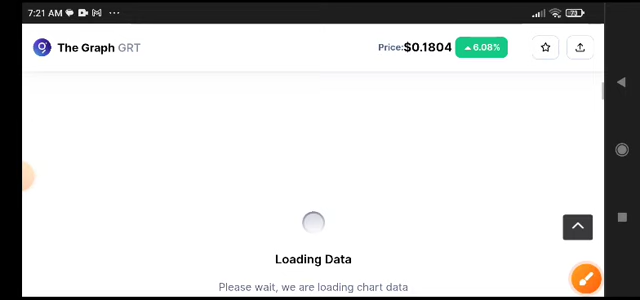 7:21 AM
73
The Graph GRT
Price:$0.1804 6.08%
Loading Data
Please wait, we are loading chart data